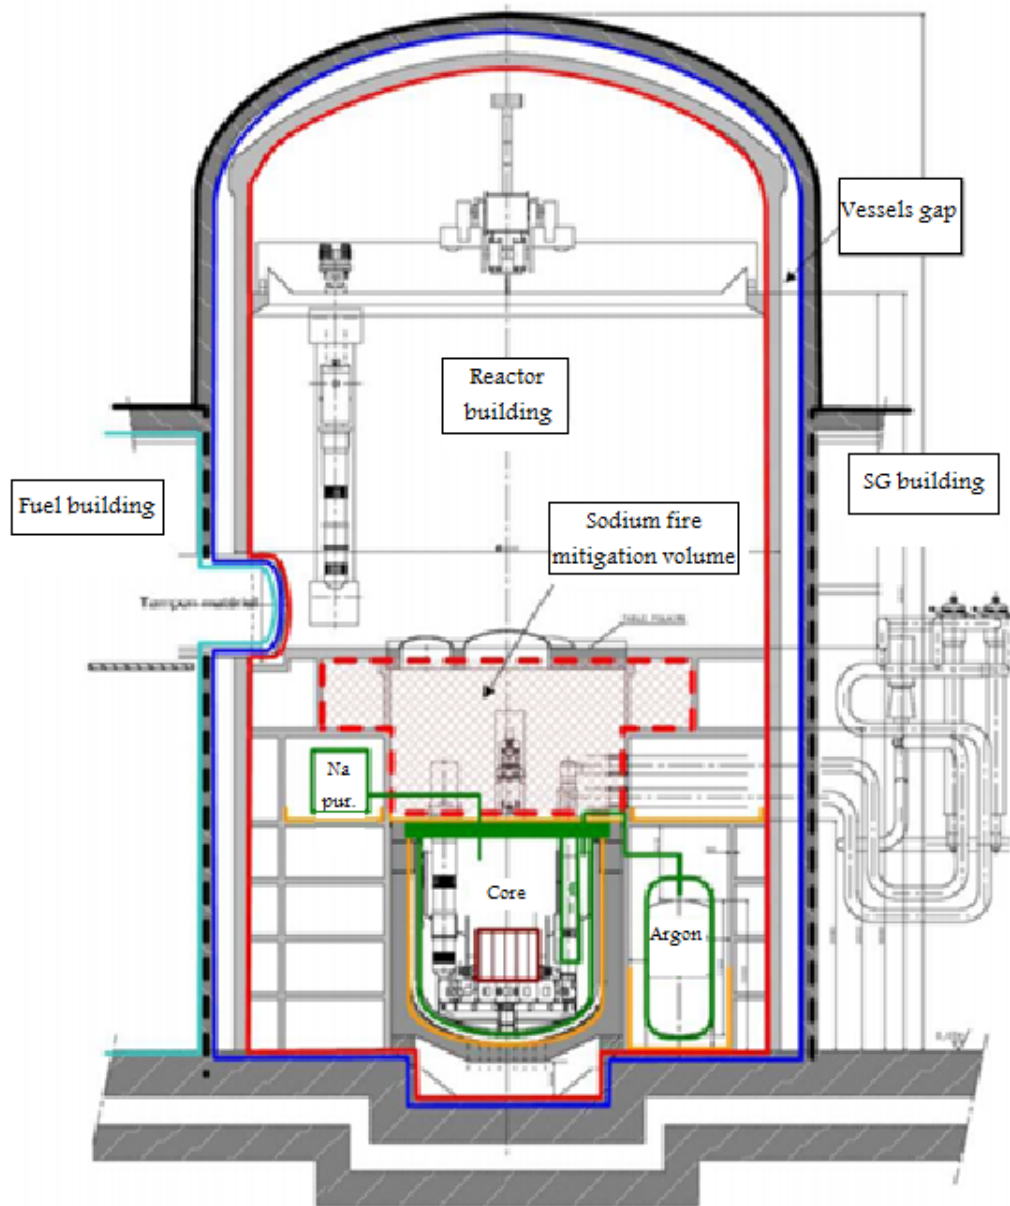 Vessels gap
Reactor
building
SG building
Fuel building
Sodium fire
mitigation volume
Tampon matériel
Na
pur.
Core
Argon